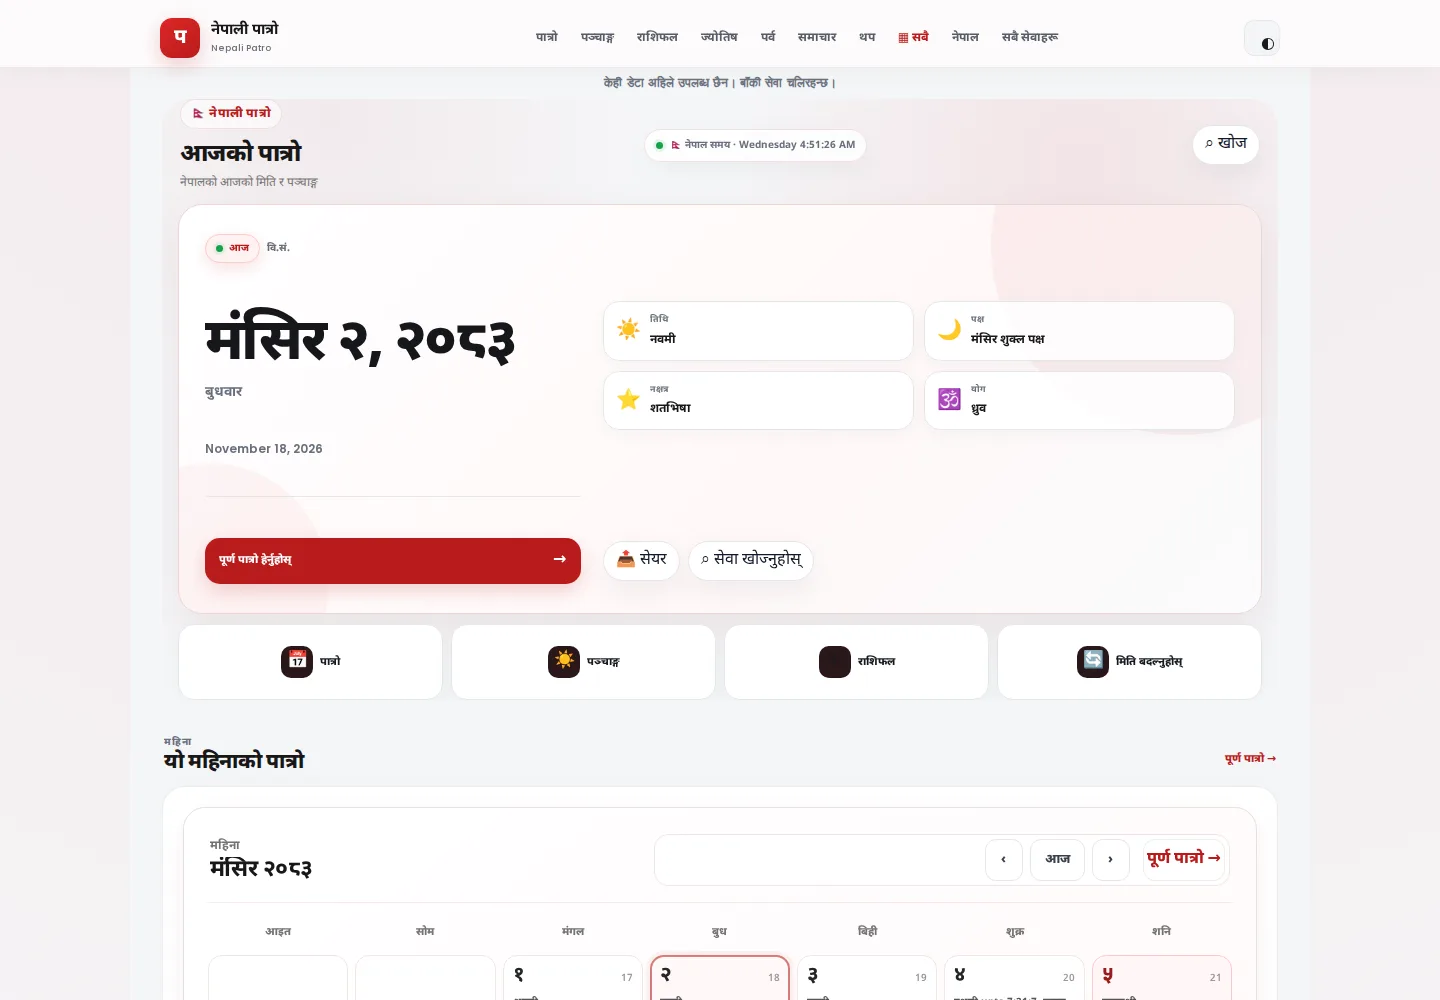 प
नेपाली पात्रो
Nepali Patro
पात्रो पञ्चाङ्ग राशिफल ज्योतिष पर्व समाचार थप ▦ सबै नेपाल सबै सेवाहरू
केही डेटा अहिले उपलब्ध छैन। बाँकी सेवा चलिरहन्छ।
नेपाली पात्रो
आजको पात्रो
नेपालको आजको मिति र पञ्चाङ्ग
नेपाल समय · Wednesday 4:51:26 AM
⌕ खोज
आज वि.सं.
मंसिर २, २०८३
बुधवार
November 18, 2026
तिथि
नवमी
पक्ष
मंसिर शुक्ल पक्ष
नक्षत्र
शतभिषा
योग
ध्रुव
पूर्ण पात्रो हेर्नुहोस् →
सेयर
⌕ सेवा खोज्नुहोस्
पात्रो
पञ्चाङ्ग
राशिफल
मिति बदल्नुहोस्
महिना
यो महिनाको पात्रो
पूर्ण पात्रो →
महिना
मंसिर २०८३
‹ आज › पूर्ण पात्रो →
आइत सोम मंगल बुध बिही शुक्र शनि
१ 17 २ 18 ३ 19 ४ 20 ५ 21